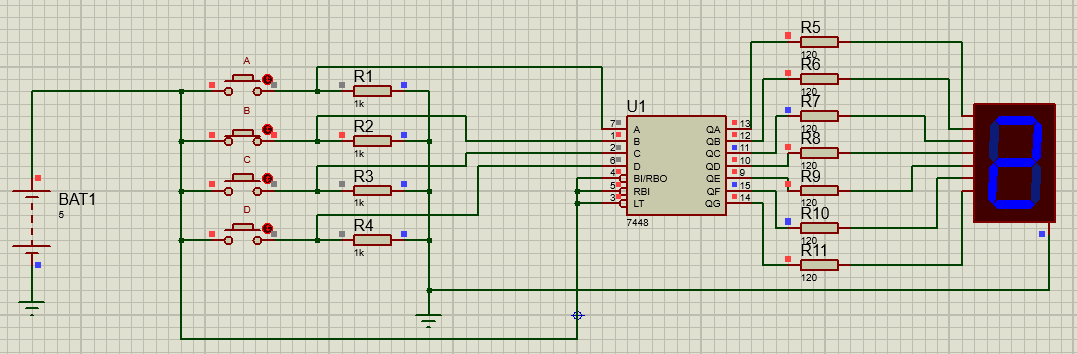 BAT1
5
A
B
C
D
R1
1k
R2
1k
R3
1k
R4
1k
U1
7 A QA 13
1 B QB 12
2 C QC 11
6 D QD 10
4 BI/RBO QE 9
5 RBI QF 15
3 LT QG 14
7448
R5
120
R6
120
R7
120
R8
120
R9
120
R10
120
R11
120